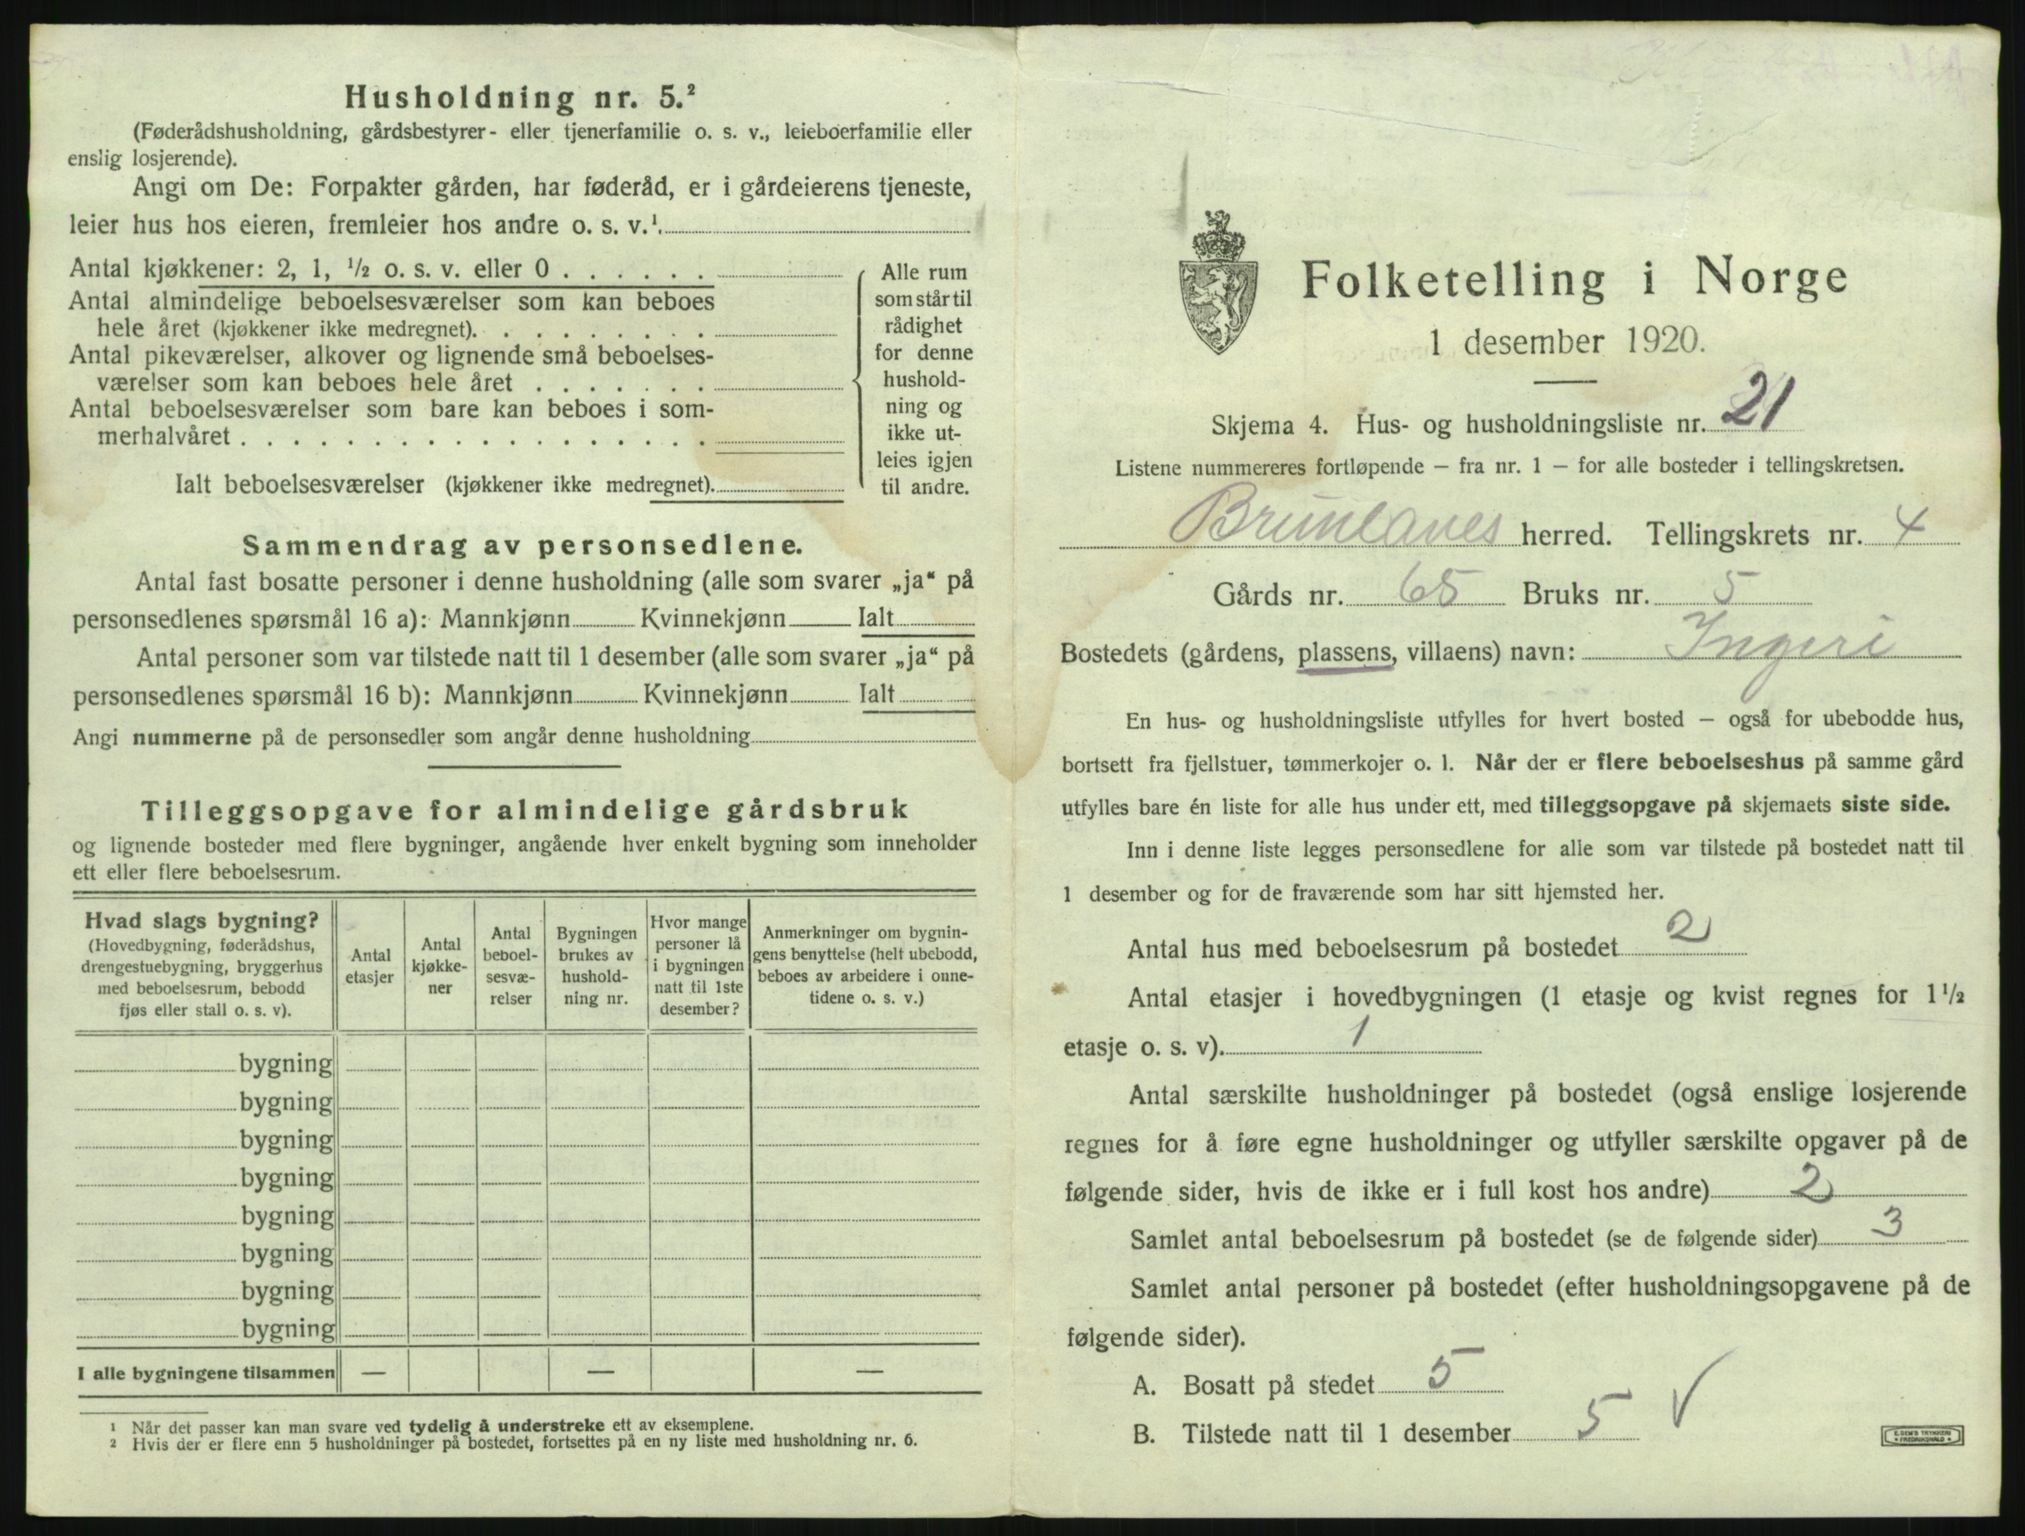 Husholdning nr. 5.²
(Føderådshusholdning, gårdsbestyrer- eller tjenerfamilie o. s. v., leieboerfamilie eller
enslig losjerende).
Angi om De: Forpakter gården, har føderåd, er i gårdeierens tjeneste,
leier hus hos eieren, fremleier hos andre o. s. v.¹.
Antal kjøkkener: 2, 1, ½ o. s. v. eller 0 . . . . . .
Antal almindelige beboelsesværelser som kan beboes
hele året (kjøkkener ikke medregnet). . . . . . . . .
Antal pikeværelser, alkover og lignende små beboelses-
værelser som kan beboes hele året . . . . . . .
Antal beboelsesværelser som bare kan beboes i som-
merhalvåret . . . . . . . . . . . . . . . . . .
Ialt beboelsesværelser (kjøkkener ikke medregnet).
Alle rum
som står til
rådighet
for denne
hushold-
ning og
ikke ut-
leies igjen
til andre.
Sammendrag av personsedlene.
Antal fast bosatte personer i denne husholdning (alle som svarer „ja“ på
personsedlenes spørsmål 16 a): Mannkjønn Kvinnekjønn Ialt
Antal personer som var tilstede natt til 1 desember (alle som svarer „ja“ på
personsedlenes spørsmål 16 b): Mannkjønn Kvinnekjønn Ialt
Angi nummerne på de personsedler som angår denne husholdning
Tilleggsopgave for almindelige gårdsbruk
og lignende bosteder med flere bygninger, angående hver enkelt bygning som inneholder
ett eller flere beboelsesrum.
Hvad slags bygning?
(Hovedbygning, føderådshus,
drengestuebygning, bryggerhus
med beboelsesrum, bebodd
fjøs eller stall o. s. v).
Antal
etasjer
Antal
kjøkke-
ner
Antal
beboel-
sesvæ-
relser
Bygningen
brukes av
hushold-
ning nr.
Hvor mange
personer lå
i bygningen
natt til 1ste
desember?
Anmerkninger om bygnin-
gens benyttelse (helt ubebodd,
beboes av arbeidere i onne-
tidene o. s. v.)
bygning
bygning
bygning
bygning
bygning
bygning
bygning
bygning
I alle bygningene tilsammen — — —
¹ Når det passer kan man svare ved tydelig å understreke ett av eksemplene.
² Hvis der er flere enn 5 husholdninger på bostedet, fortsettes på en ny liste med husholdning nr. 6.
Folketelling i Norge
1 desember 1920.
Skjema 4. Hus- og husholdningsliste nr. 21
Listene nummereres fortløpende — fra nr. 1 — for alle bosteder i tellingskretsen.
Brunlanes herred. Tellingskrets nr. 4
Gårds nr. 65 Bruks nr. 5
Bostedets (gårdens, plassens, villaens) navn: Ingeri
En hus- og husholdningsliste utfylles for hvert bosted — også for ubebodde hus,
bortsett fra fjellstuer, tømmerkojer o. l. Når der er flere beboelseshus på samme gård
utfylles bare én liste for alle hus under ett, med tilleggsopgave på skjemaets siste side.
Inn i denne liste legges personsedlene for alle som var tilstede på bostedet natt til
1 desember og for de fraværende som har sitt hjemsted her.
Antal hus med beboelsesrum på bostedet 2
Antal etasjer i hovedbygningen (1 etasje og kvist regnes for 1½
etasje o. s. v). 1
Antal særskilte husholdninger på bostedet (også enslige losjerende
regnes for å føre egne husholdninger og utfyller særskilte opgaver på de
følgende sider, hvis de ikke er i full kost hos andre) 2
Samlet antal beboelsesrum på bostedet (se de følgende sider) 3
Samlet antal personer på bostedet (efter husholdningsopgavene på de
følgende sider).
A. Bosatt på stedet 5
B. Tilstede natt til 1 desember 5 V
E. SEM'S TRYKKERI
FREDRIKSHALD